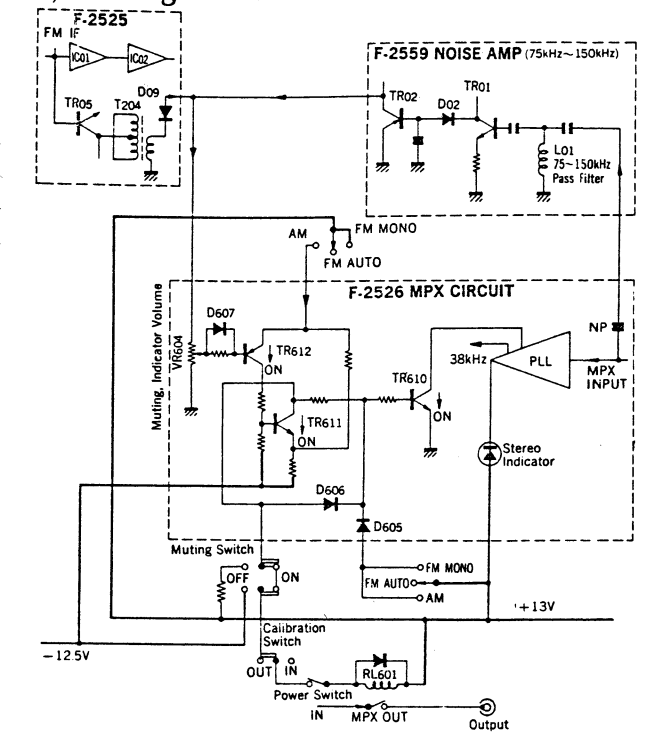 F-2525
FM IF
IC01
IC02
F-2559 NOISE AMP (75kHz~150kHz)
D09
TR05
T204
TR02
D02
TR01
L01
75~150kHz
Pass Filter
FM MONO
AM
FM AUTO
F-2526 MPX CIRCUIT
Muting, Indicator Volume
VR604
D607
TR612
ON
TR611
ON
TR610
ON
38kHz
PLL
NP
MPX
INPUT
Stereo
Indicator
D606
D605
Muting Switch
OFF
ON
FM MONO
FM AUTO
AM
+13V
-12.5V
Calibration
Switch
OUT
IN
Power Switch
RL601
IN
MPX OUT
Output